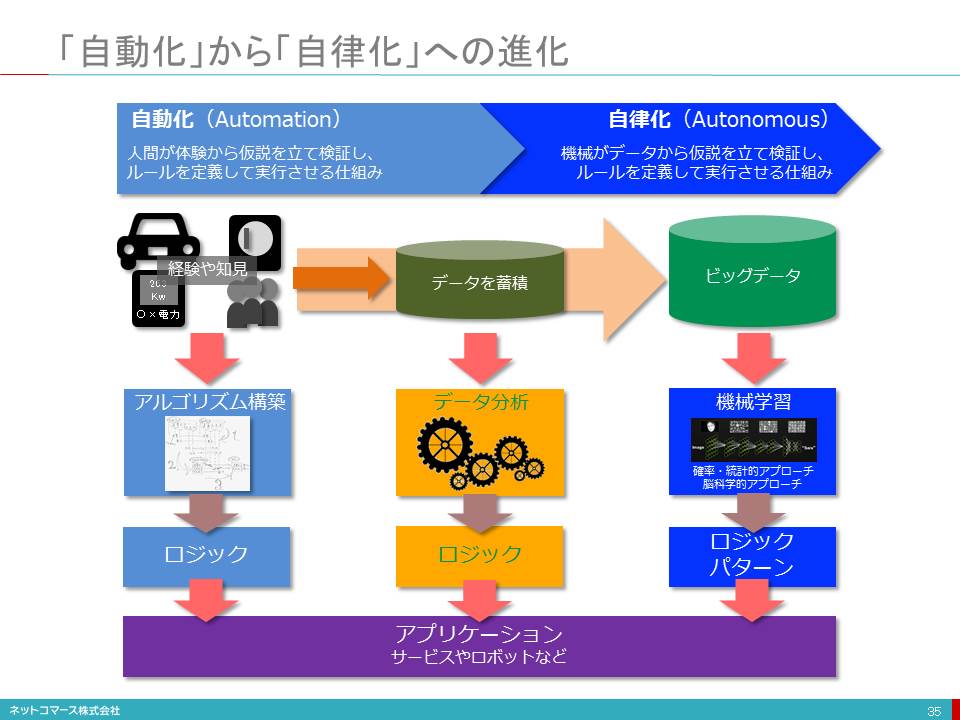 「自動化」から「自律化」への進化
自動化（Automation）
人間が体験から仮説を立て検証し、
ルールを定義して実行させる仕組み
自律化（Autonomous）
機械がデータから仮説を立て検証し、
ルールを定義して実行させる仕組み
経験や知見
Kw
〇×電力
データを蓄積
ビッグデータ
アルゴリズム構築
データ分析
機械学習
確率・統計的アプローチ
脳科学的アプローチ
ロジック
ロジック
ロジック
パターン
アプリケーション
サービスやロボットなど
ネットコマース株式会社
35